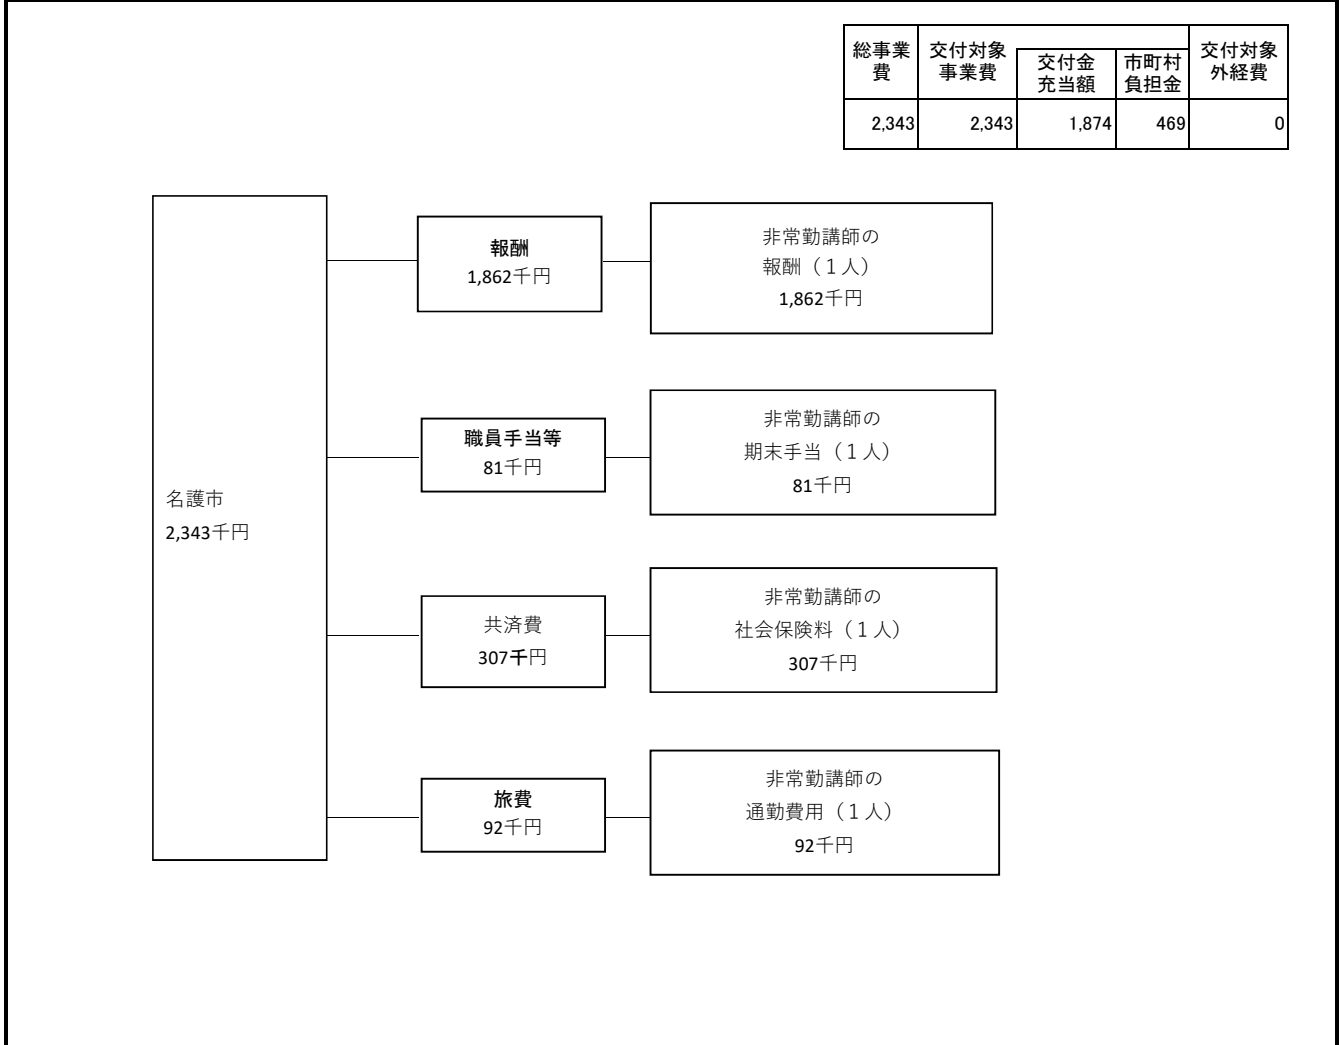 総事業
費
交付対象
事業費
交付金
充当額
市町村
負担金
交付対象
外経費
2,343
2,343
1,874
469
0
名護市
2,343千円
報酬
1,862千円
非常勤講師の
報酬（１人）
1,862千円
職員手当等
81千円
非常勤講師の
期末手当（１人）
81千円
共済費
307千円
非常勤講師の
社会保険料（１人）
307千円
旅費
92千円
非常勤講師の
通勤費用（１人）
92千円